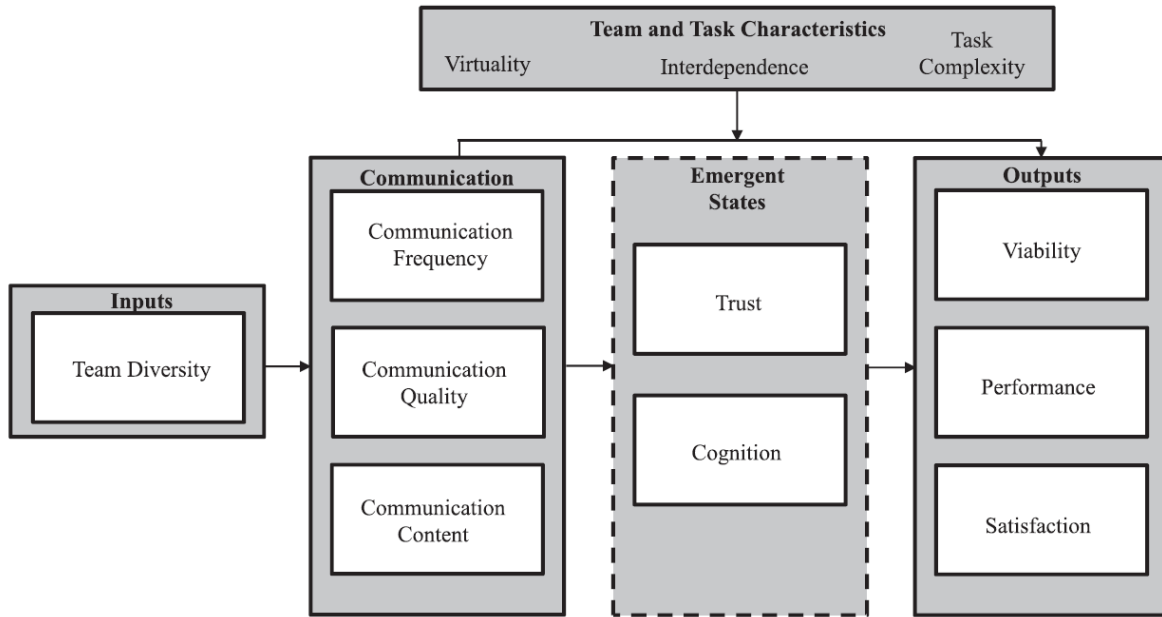 Team and Task Characteristics
Virtuality
Interdependence
Task
Complexity
Inputs
Team Diversity
Communication
Communication
Frequency
Communication
Quality
Communication
Content
Emergent
States
Trust
Cognition
Outputs
Viability
Performance
Satisfaction